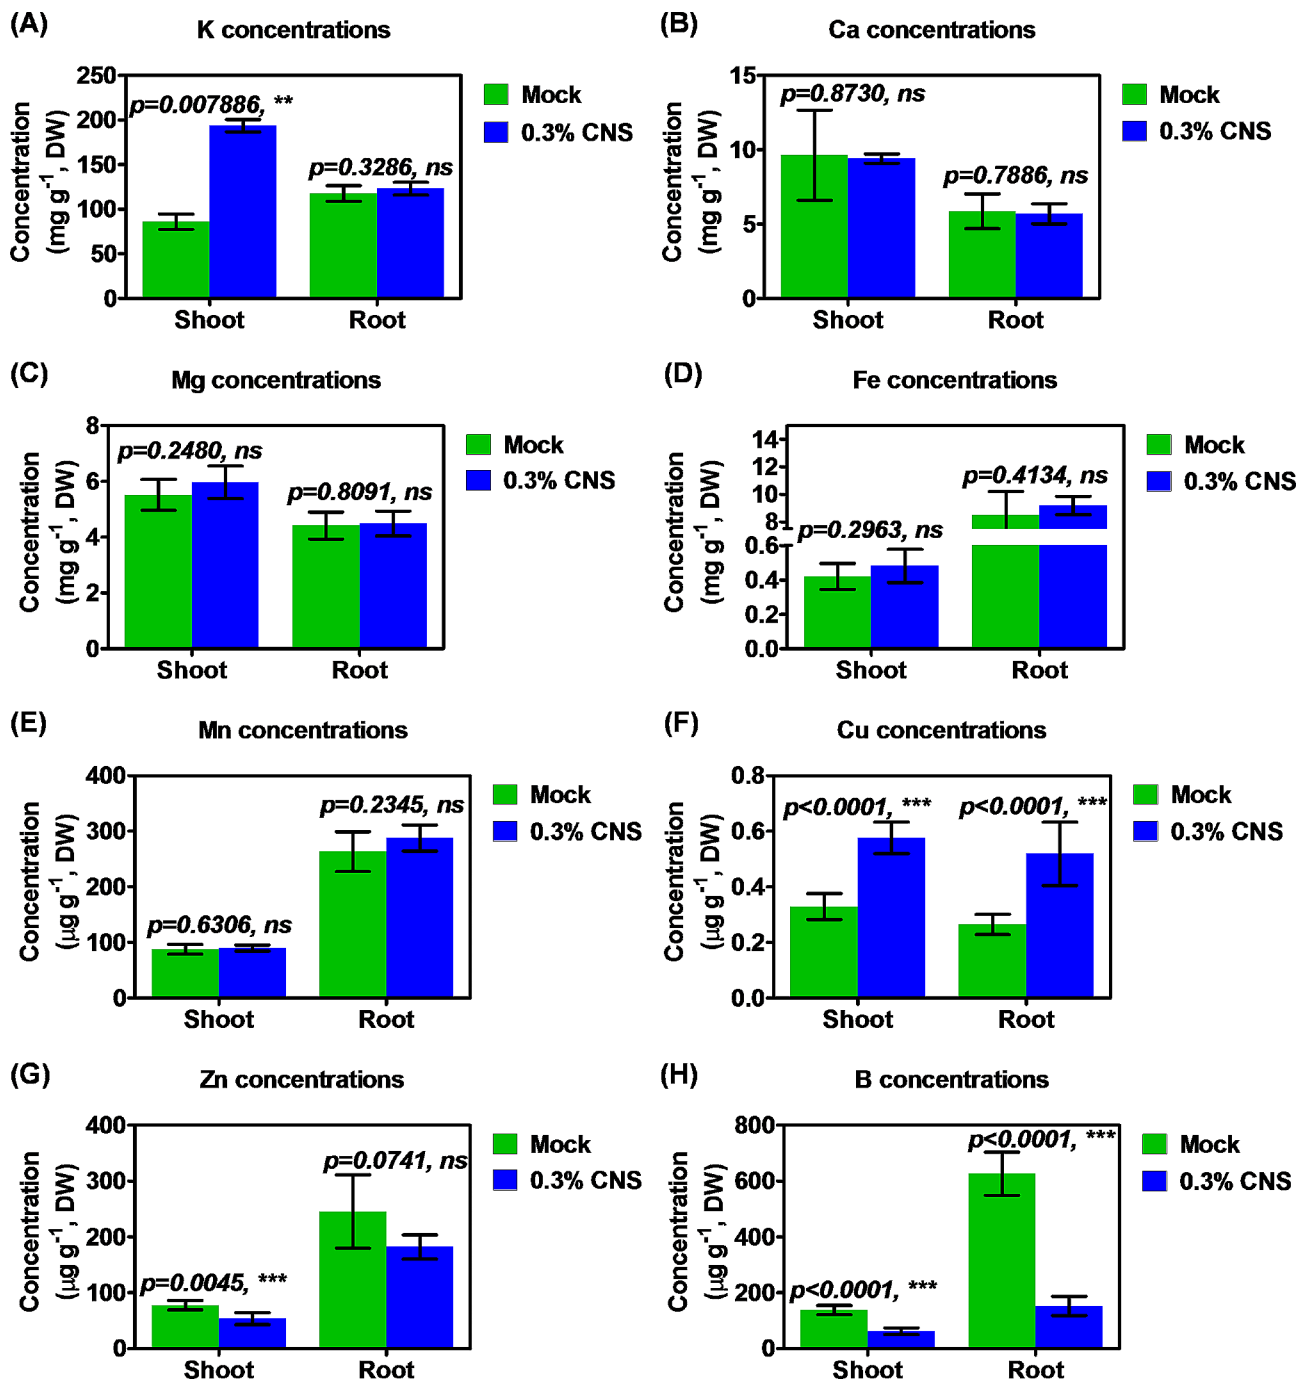 (A)
K concentrations
Concentration
(mg g⁻¹, DW)
250
200
150
100
50
0
p=0.007886, **
p=0.3286, ns
Shoot
Root
Mock
0.3% CNS
(B)
Ca concentrations
Concentration
(mg g⁻¹, DW)
15
10
5
0
p=0.8730, ns
p=0.7886, ns
Shoot
Root
Mock
0.3% CNS
(C)
Mg concentrations
Concentration
(mg g⁻¹, DW)
8
6
4
2
0
p=0.2480, ns
p=0.8091, ns
Shoot
Root
Mock
0.3% CNS
(D)
Fe concentrations
Concentration
(mg g⁻¹, DW)
14
12
10
8
0.6
0.4
0.2
0.0
p=0.2963, ns
p=0.4134, ns
Shoot
Root
Mock
0.3% CNS
(E)
Mn concentrations
Concentration
(μg g⁻¹, DW)
400
300
200
100
0
p=0.6306, ns
p=0.2345, ns
Shoot
Root
Mock
0.3% CNS
(F)
Cu concentrations
Concentration
(μg g⁻¹, DW)
0.8
0.6
0.4
0.2
0.0
p<0.0001, ***
p<0.0001, ***
Shoot
Root
Mock
0.3% CNS
(G)
Zn concentrations
Concentration
(μg g⁻¹, DW)
400
300
200
100
0
p=0.0045, ***
p=0.0741, ns
Shoot
Root
Mock
0.3% CNS
(H)
B concentrations
Concentration
(μg g⁻¹, DW)
800
600
400
200
0
p<0.0001, ***
p<0.0001, ***
Shoot
Root
Mock
0.3% CNS